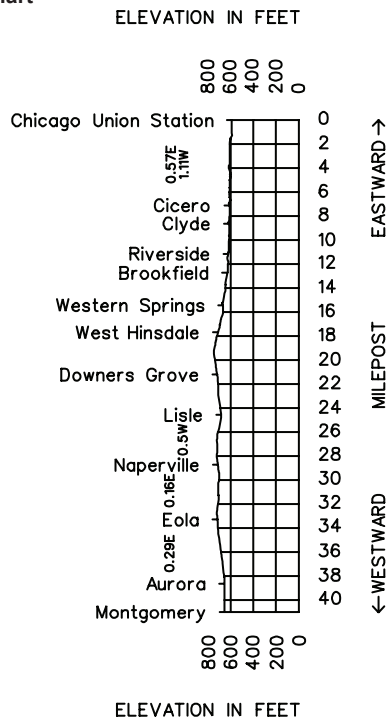 ELEVATION IN FEET
800 600 400 200 0
Chicago Union Station
0.57E
1.11W
Cicero
Clyde
Riverside
Brookfield
Western Springs
West Hinsdale
Downers Grove
Lisle
0.5W
Naperville
0.16E
Eola
0.29E
Aurora
Montgomery
0
2
4
6
8
10
12
14
16
18
20
22
24
26
28
30
32
34
36
38
40
EASTWARD→
MILEPOST
←WESTWARD
800 600 400 200 0
ELEVATION IN FEET